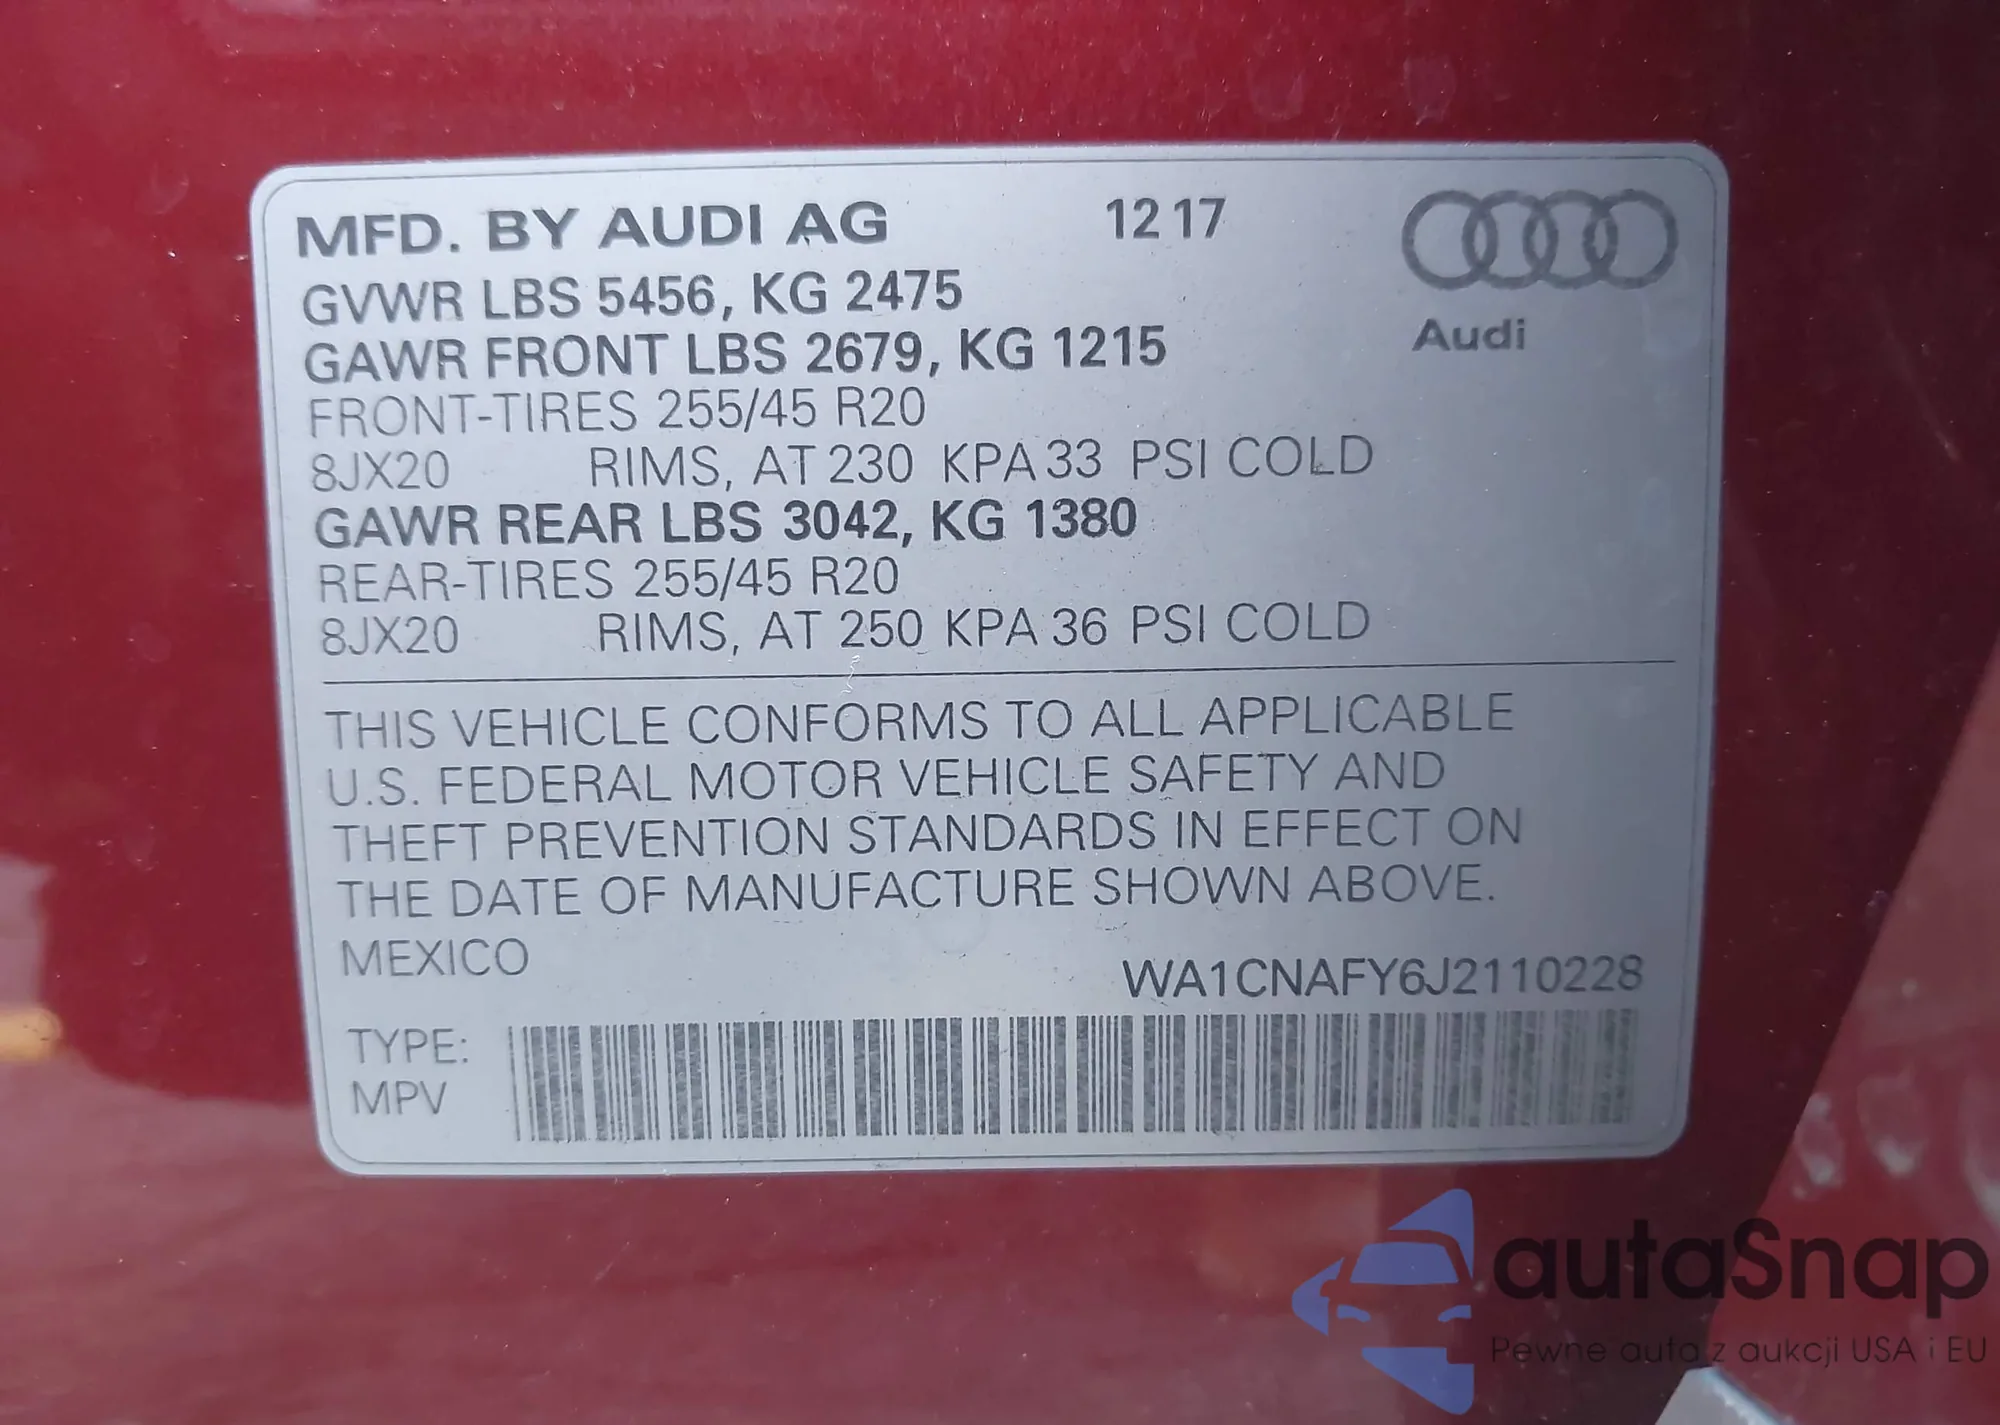 MFD. BY AUDI AG 12 17
GVWR LBS 5456, KG 2475
GAWR FRONT LBS 2679, KG 1215
Audi
FRONT-TIRES 255/45 R20
8JX20 RIMS, AT 230 KPA 33 PSI COLD
GAWR REAR LBS 3042, KG 1380
REAR-TIRES 255/45 R20
8JX20 RIMS, AT 250 KPA 36 PSI COLD
THIS VEHICLE CONFORMS TO ALL APPLICABLE
U.S. FEDERAL MOTOR VEHICLE SAFETY AND
THEFT PREVENTION STANDARDS IN EFFECT ON
THE DATE OF MANUFACTURE SHOWN ABOVE.
MEXICO WA1CNAFY6J2110228
TYPE:
MPV
autaSnap
Pewne auta z aukcji USA i EU